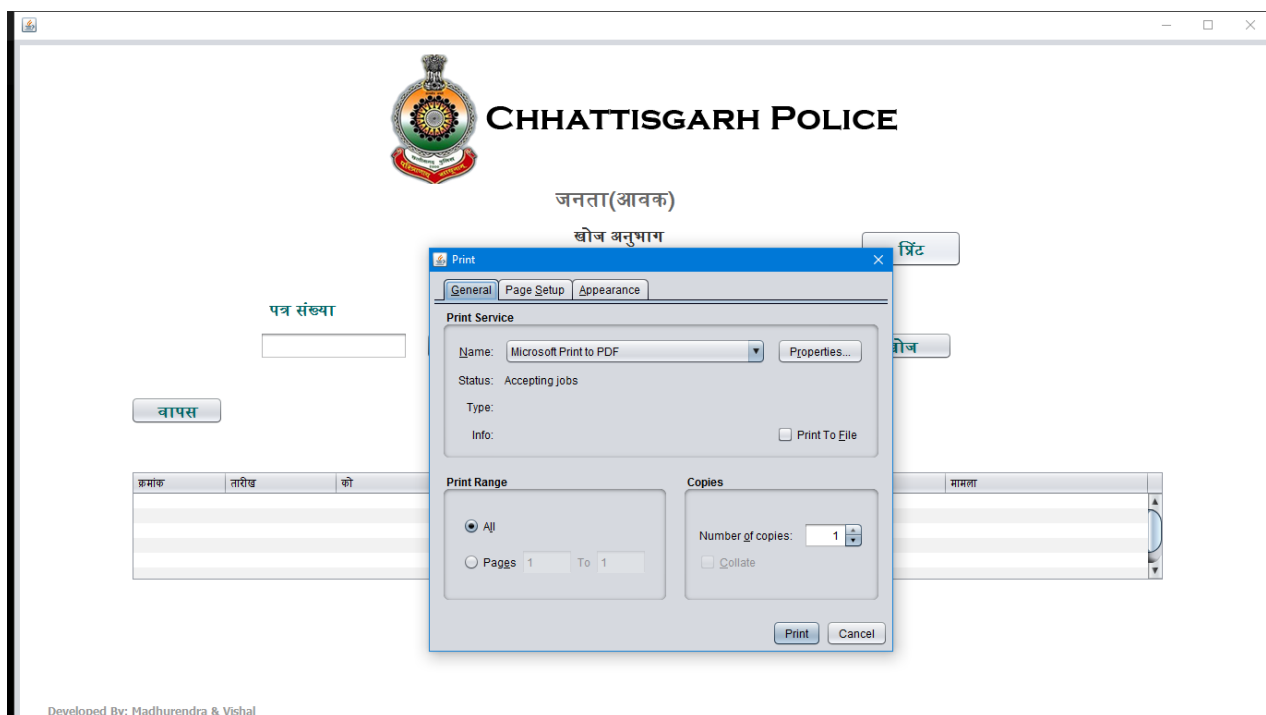 CHHATTISGARH POLICE
जनता(आवक)
खोज अनुभाग
प्रिंट
Print
General Page Setup Appearance
पत्र संख्या
Print Service
Name: Microsoft Print to PDF Properties...
Status: Accepting jobs
Type:
वापस
Info: Print To File
क्रमांक तारीख को मामला
Print Range Copies
All
Number of copies: 1
Pages 1 To 1
Collate
Print Cancel
Developed By: Madhurendra & Vishal